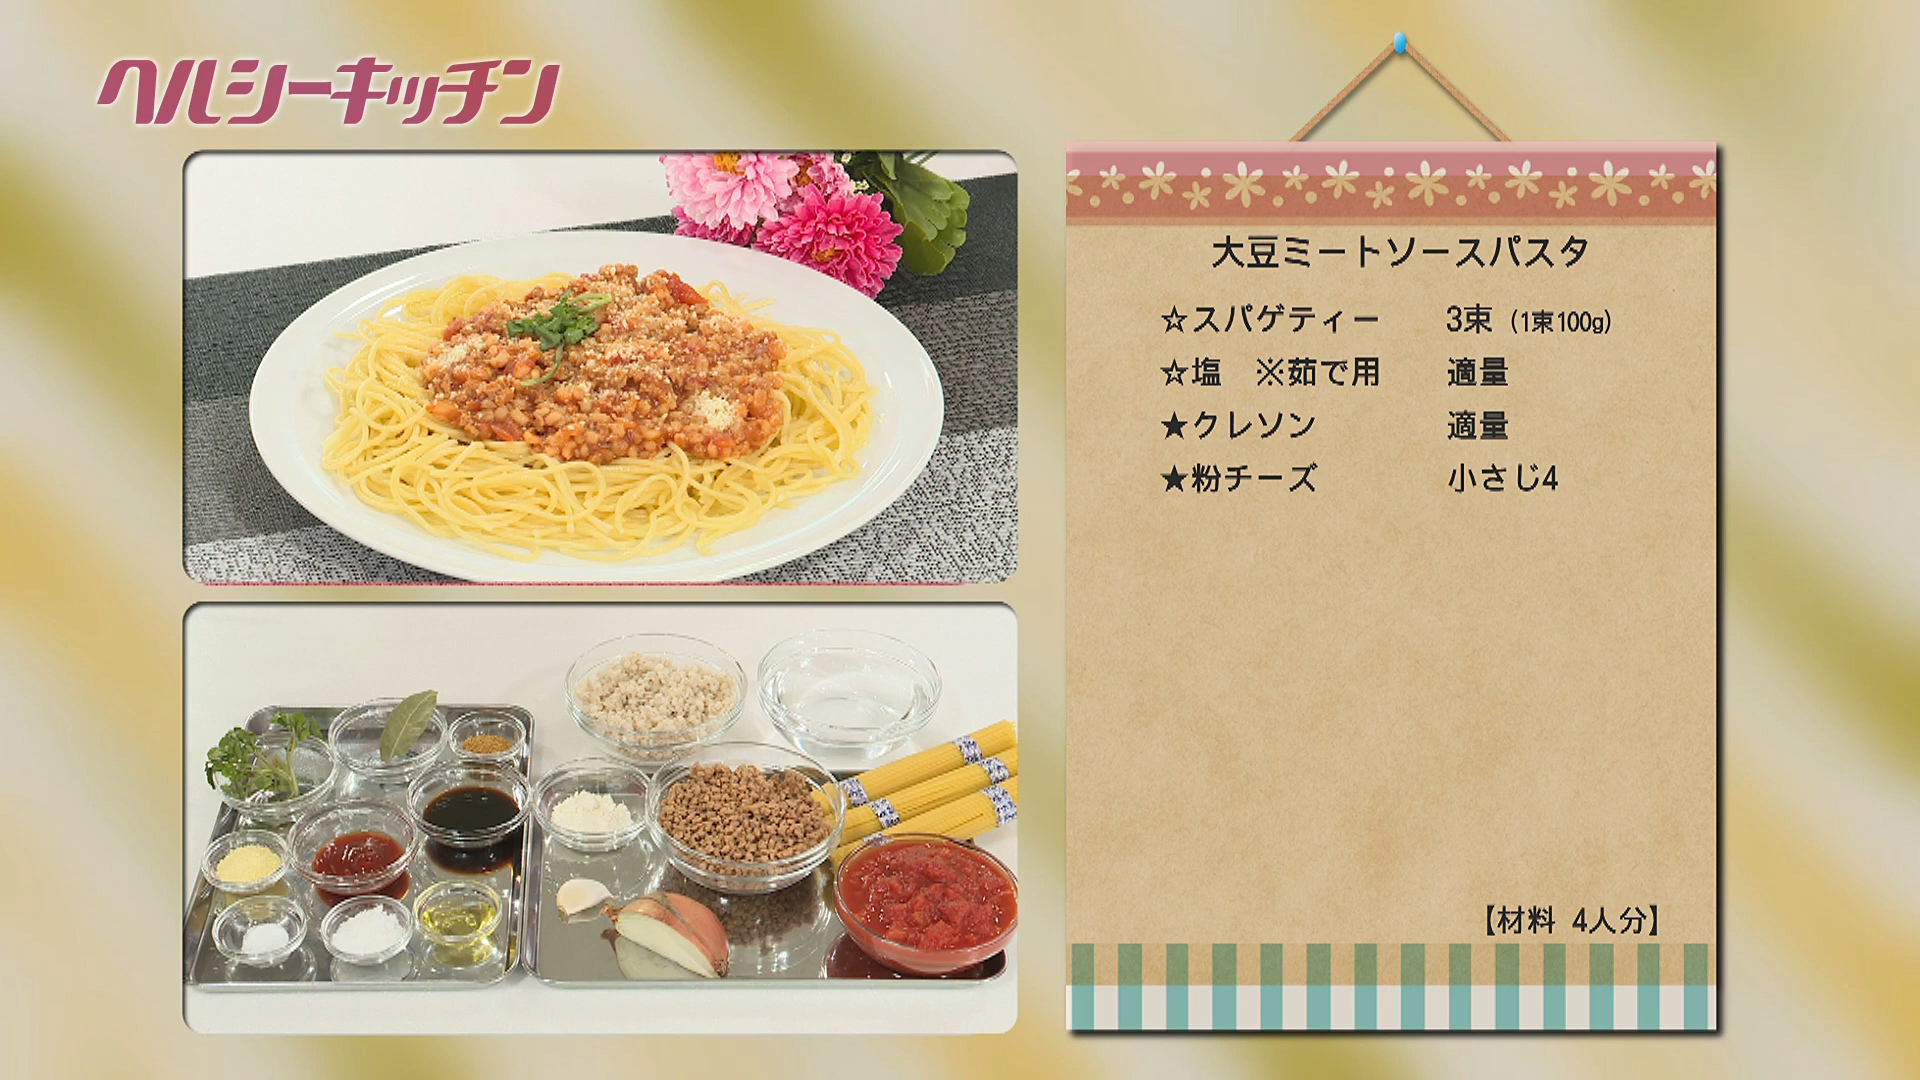 ヘルシーキッチン
大豆ミートソースパスタ
☆スパゲティー 3束（1束100g）
☆塩 ※茹で用 適量
★クレソン 適量
★粉チーズ 小さじ4
【材料 4人分】